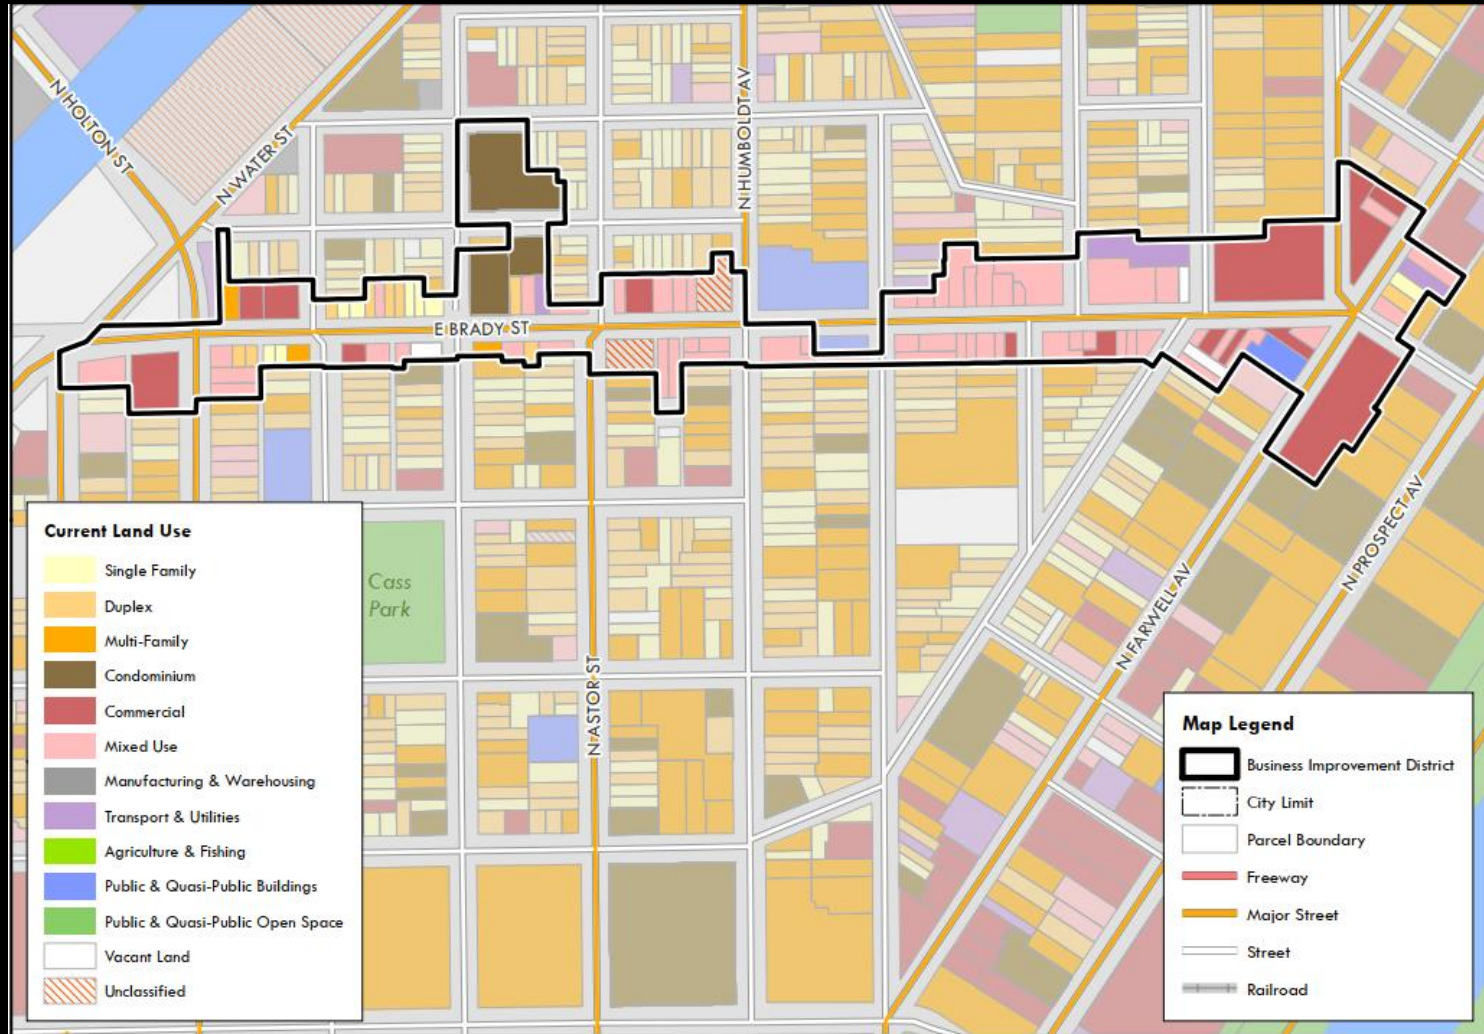 N HOLTON ST
N WATER ST
N HUMBOLDT AV
E BRADY ST
Cass
Park
N ASTOR ST
N FARWELL AV
N PROSPECT AV
Current Land Use
Single Family
Duplex
Multi-Family
Condominium
Commercial
Mixed Use
Manufacturing & Warehousing
Transport & Utilities
Agriculture & Fishing
Public & Quasi-Public Buildings
Public & Quasi-Public Open Space
Vacant Land
Unclassified
Map Legend
Business Improvement District
City Limit
Parcel Boundary
Freeway
Major Street
Street
Railroad